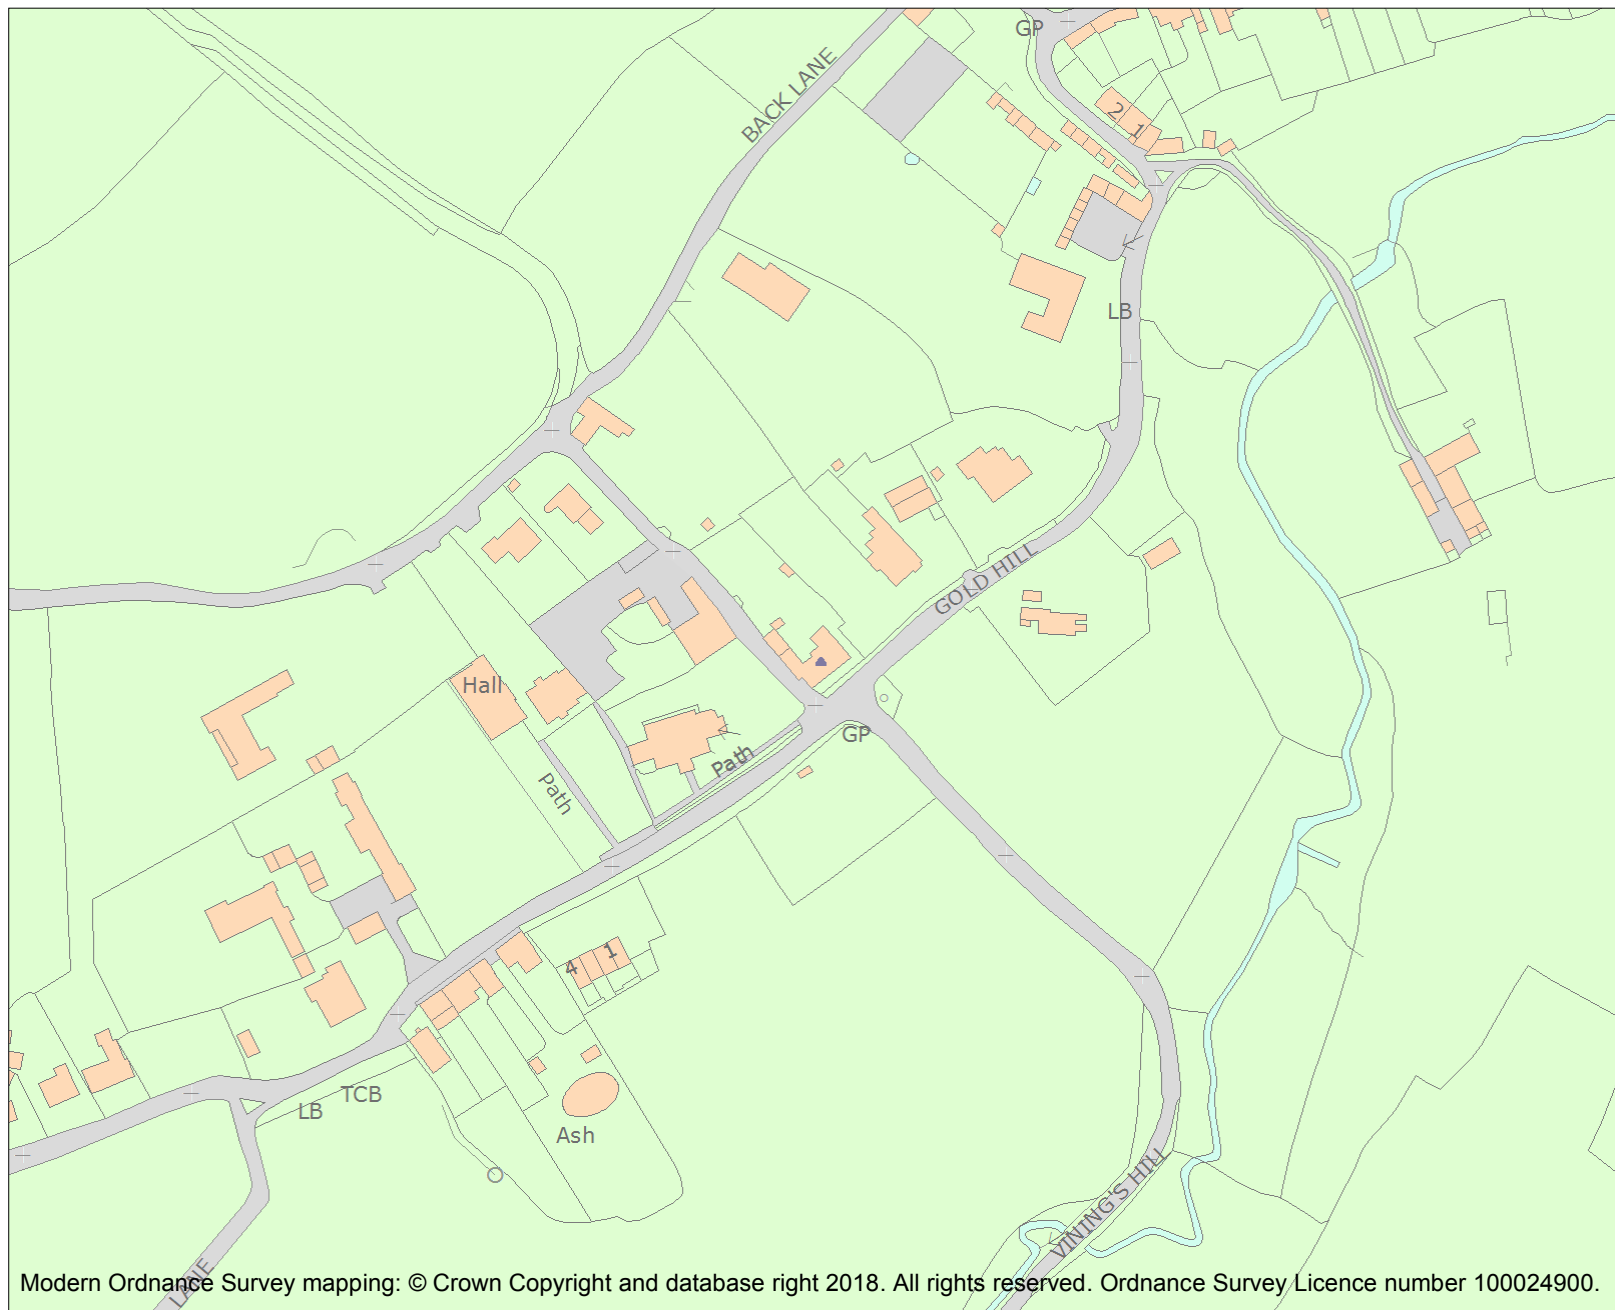 GP
BACK LANE
2
1
LB
GOLD HILL
Hall
GP
Path
Path
1
4
TCB
LB
Ash
VINING'S HILL
LANE
Modern Ordnance Survey mapping: © Crown Copyright and database right 2018. All rights reserved. Ordnance Survey Licence number 100024900.